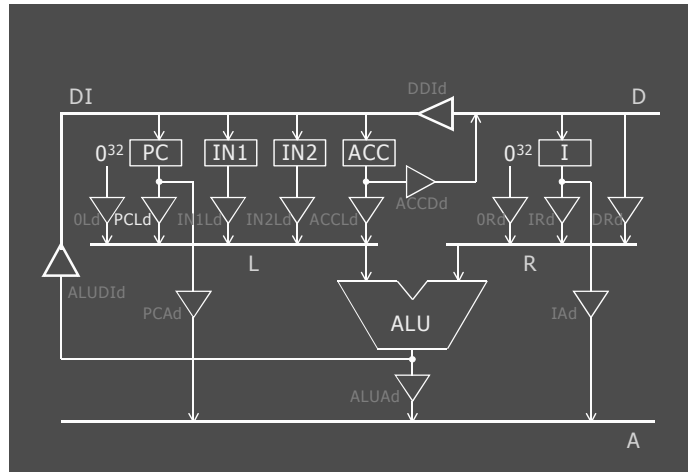 DDId
DI D
0³² PC IN1 IN2 ACC 0³² I
ACCDd
0Ld PCLd IN1Ld IN2Ld ACCLd 0Rd IRd DRd
L R
ALUDId
PCAd IAd
ALU
ALUAd
A